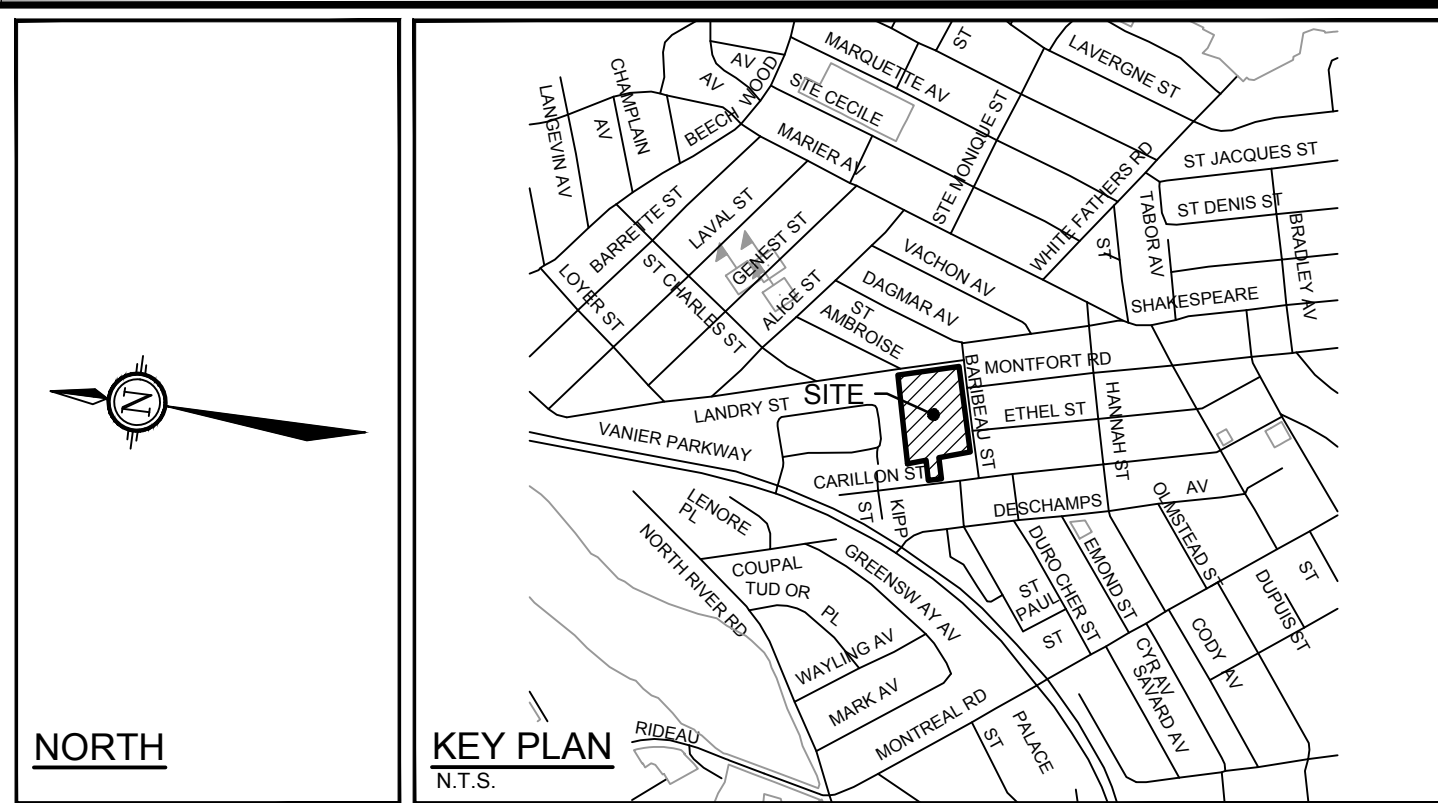 N
NORTH
KEY PLAN
N.T.S.
LANGEVIN AV
CHAMPLAIN
AV
AV
AV
BEECH WOOD
MARQUETTE AV
ST
LAVERGNE ST
STE CECILE
MARIER AV
STE MONIQUE ST
WHITE FATHERS RD
ST JACQUES ST
ST DENIS ST
TABOR AV
ST
BRADLEY AV
SHAKESPEARE
BARRETTE ST
LAVAL ST
GENEST ST
ALICE ST
LOYER ST
ST CHARLES ST
VACHON AV
DAGMAR AV
ST
AMBROISE
MONTFORT RD
BARIBEAU ST
ETHEL ST
HANNAH ST
SITE
LANDRY ST
VANIER PARKWAY
CARILLON ST
KIPP
ST
DESCHAMPS
AV
OLMSTEAD ST
LENORE
PL
NORTH RIVER RD
COUPAL
TUD OR
PL
GREENSW AY AV
WAYLING AV
MARK AV
MONTREAL RD
DURO CHER ST
EMOND ST
ST
PAUL
ST
CYR AV
SAVARD AV
CODY AV
DUPUIS ST
ST
RIDEAU
PALACE
ST